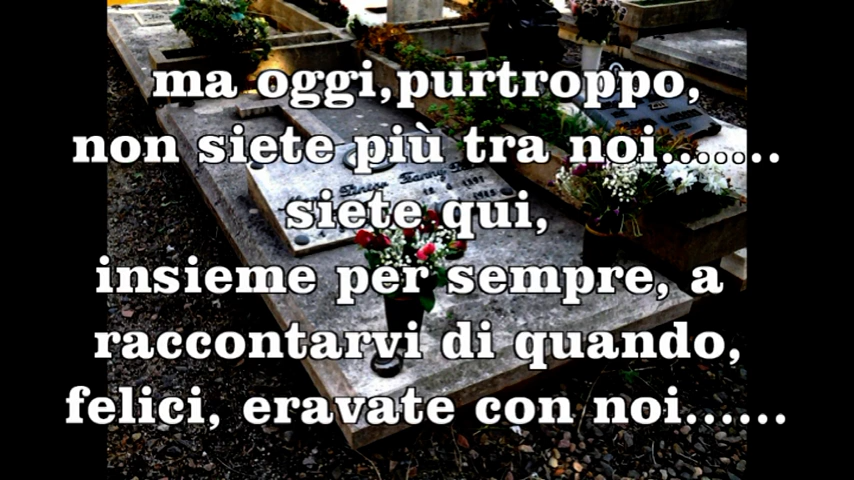 ma oggi,purtroppo,
non siete più tra noi.......
siete qui,
insieme per sempre, a
raccontarvi di quando,
felici, eravate con noi......